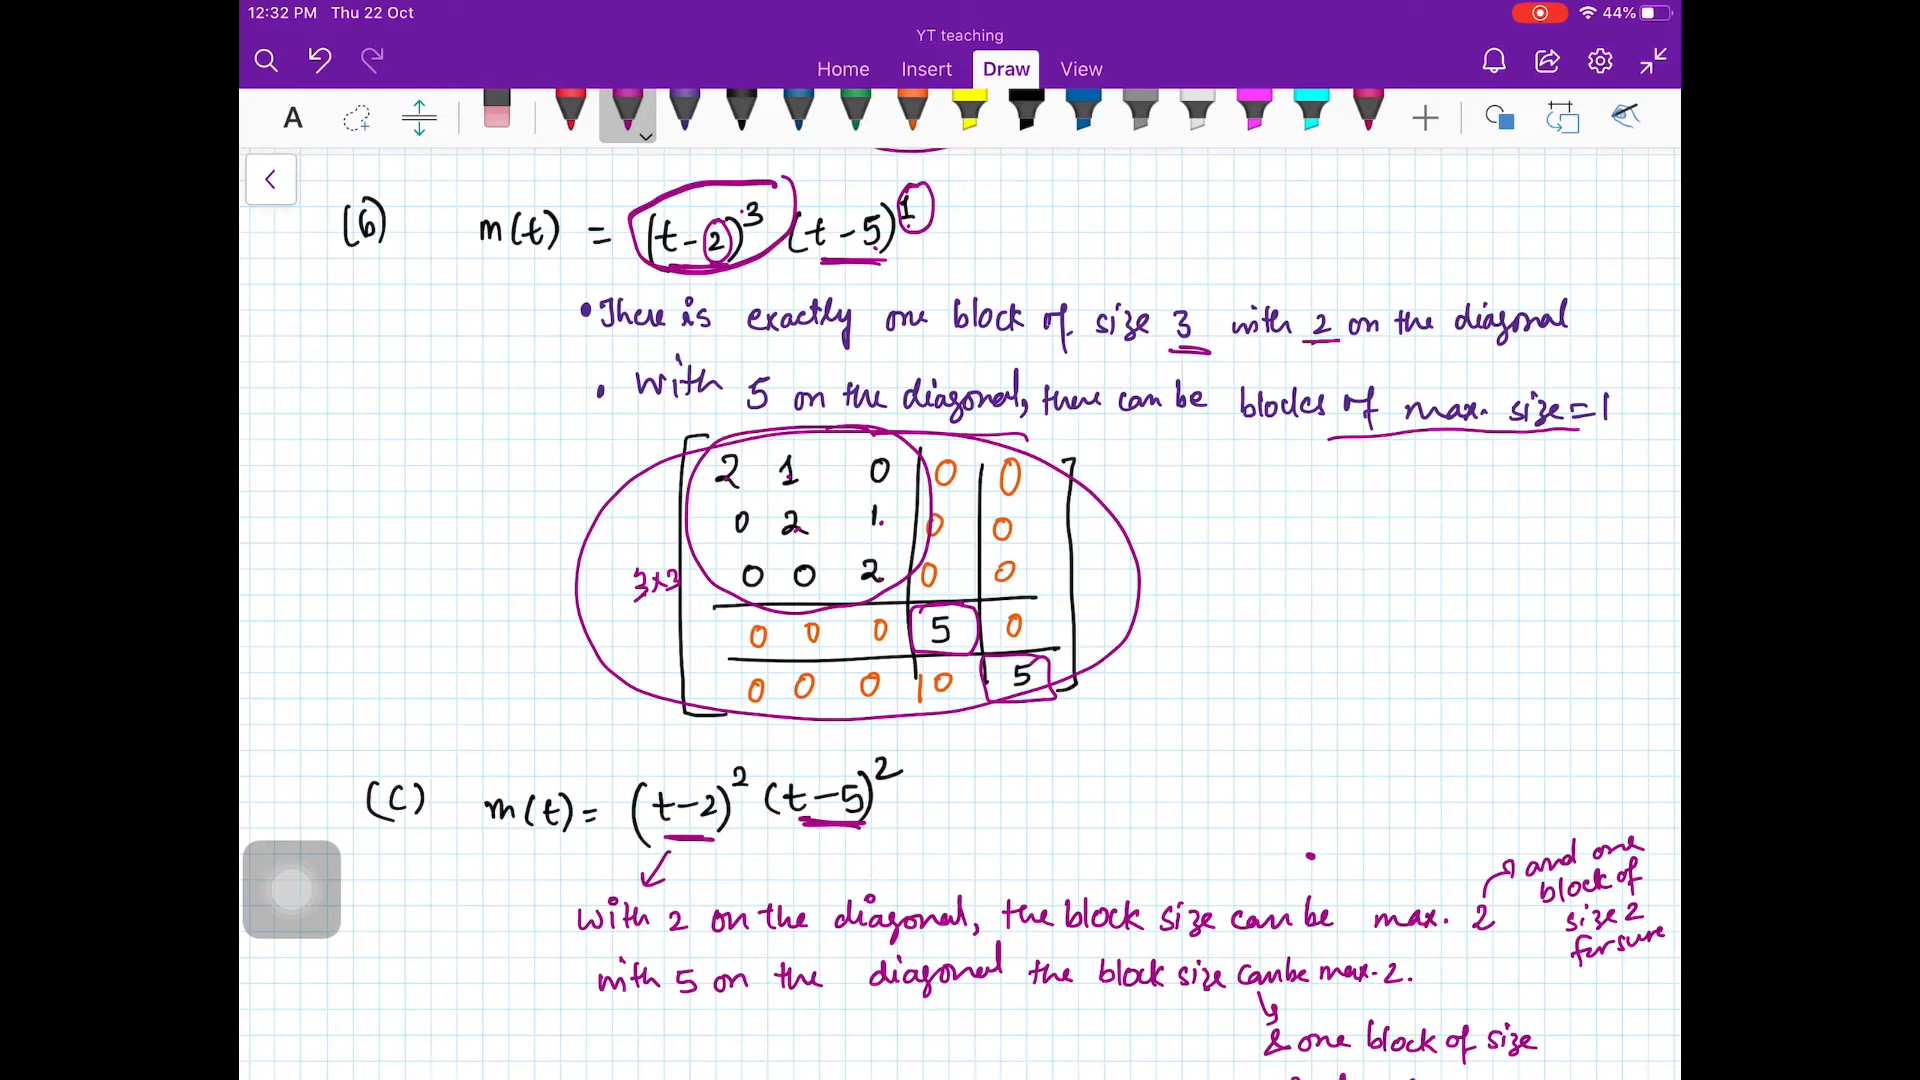 12:32 PM Thu 22 Oct 44%
YT teaching
Home Insert Draw View
A
(b) m(t) = (t-2)^3 (t-5)^1
• There is exactly one block of size 3 with 2 on the diagonal
• With 5 on the diagonal, there can be blocks of max. size = 1
2 1 0 0 0
0 2 1 0 0
3x3 0 0 2 0 0
0 0 0 5 0
0 0 0 0 5
(C) m(t) = (t-2)^2 (t-5)^2
with 2 on the diagonal, the block size can be max. 2
and one
block of
size 2
for sure
with 5 on the diagonal the block size can be max. 2.
& one block of size